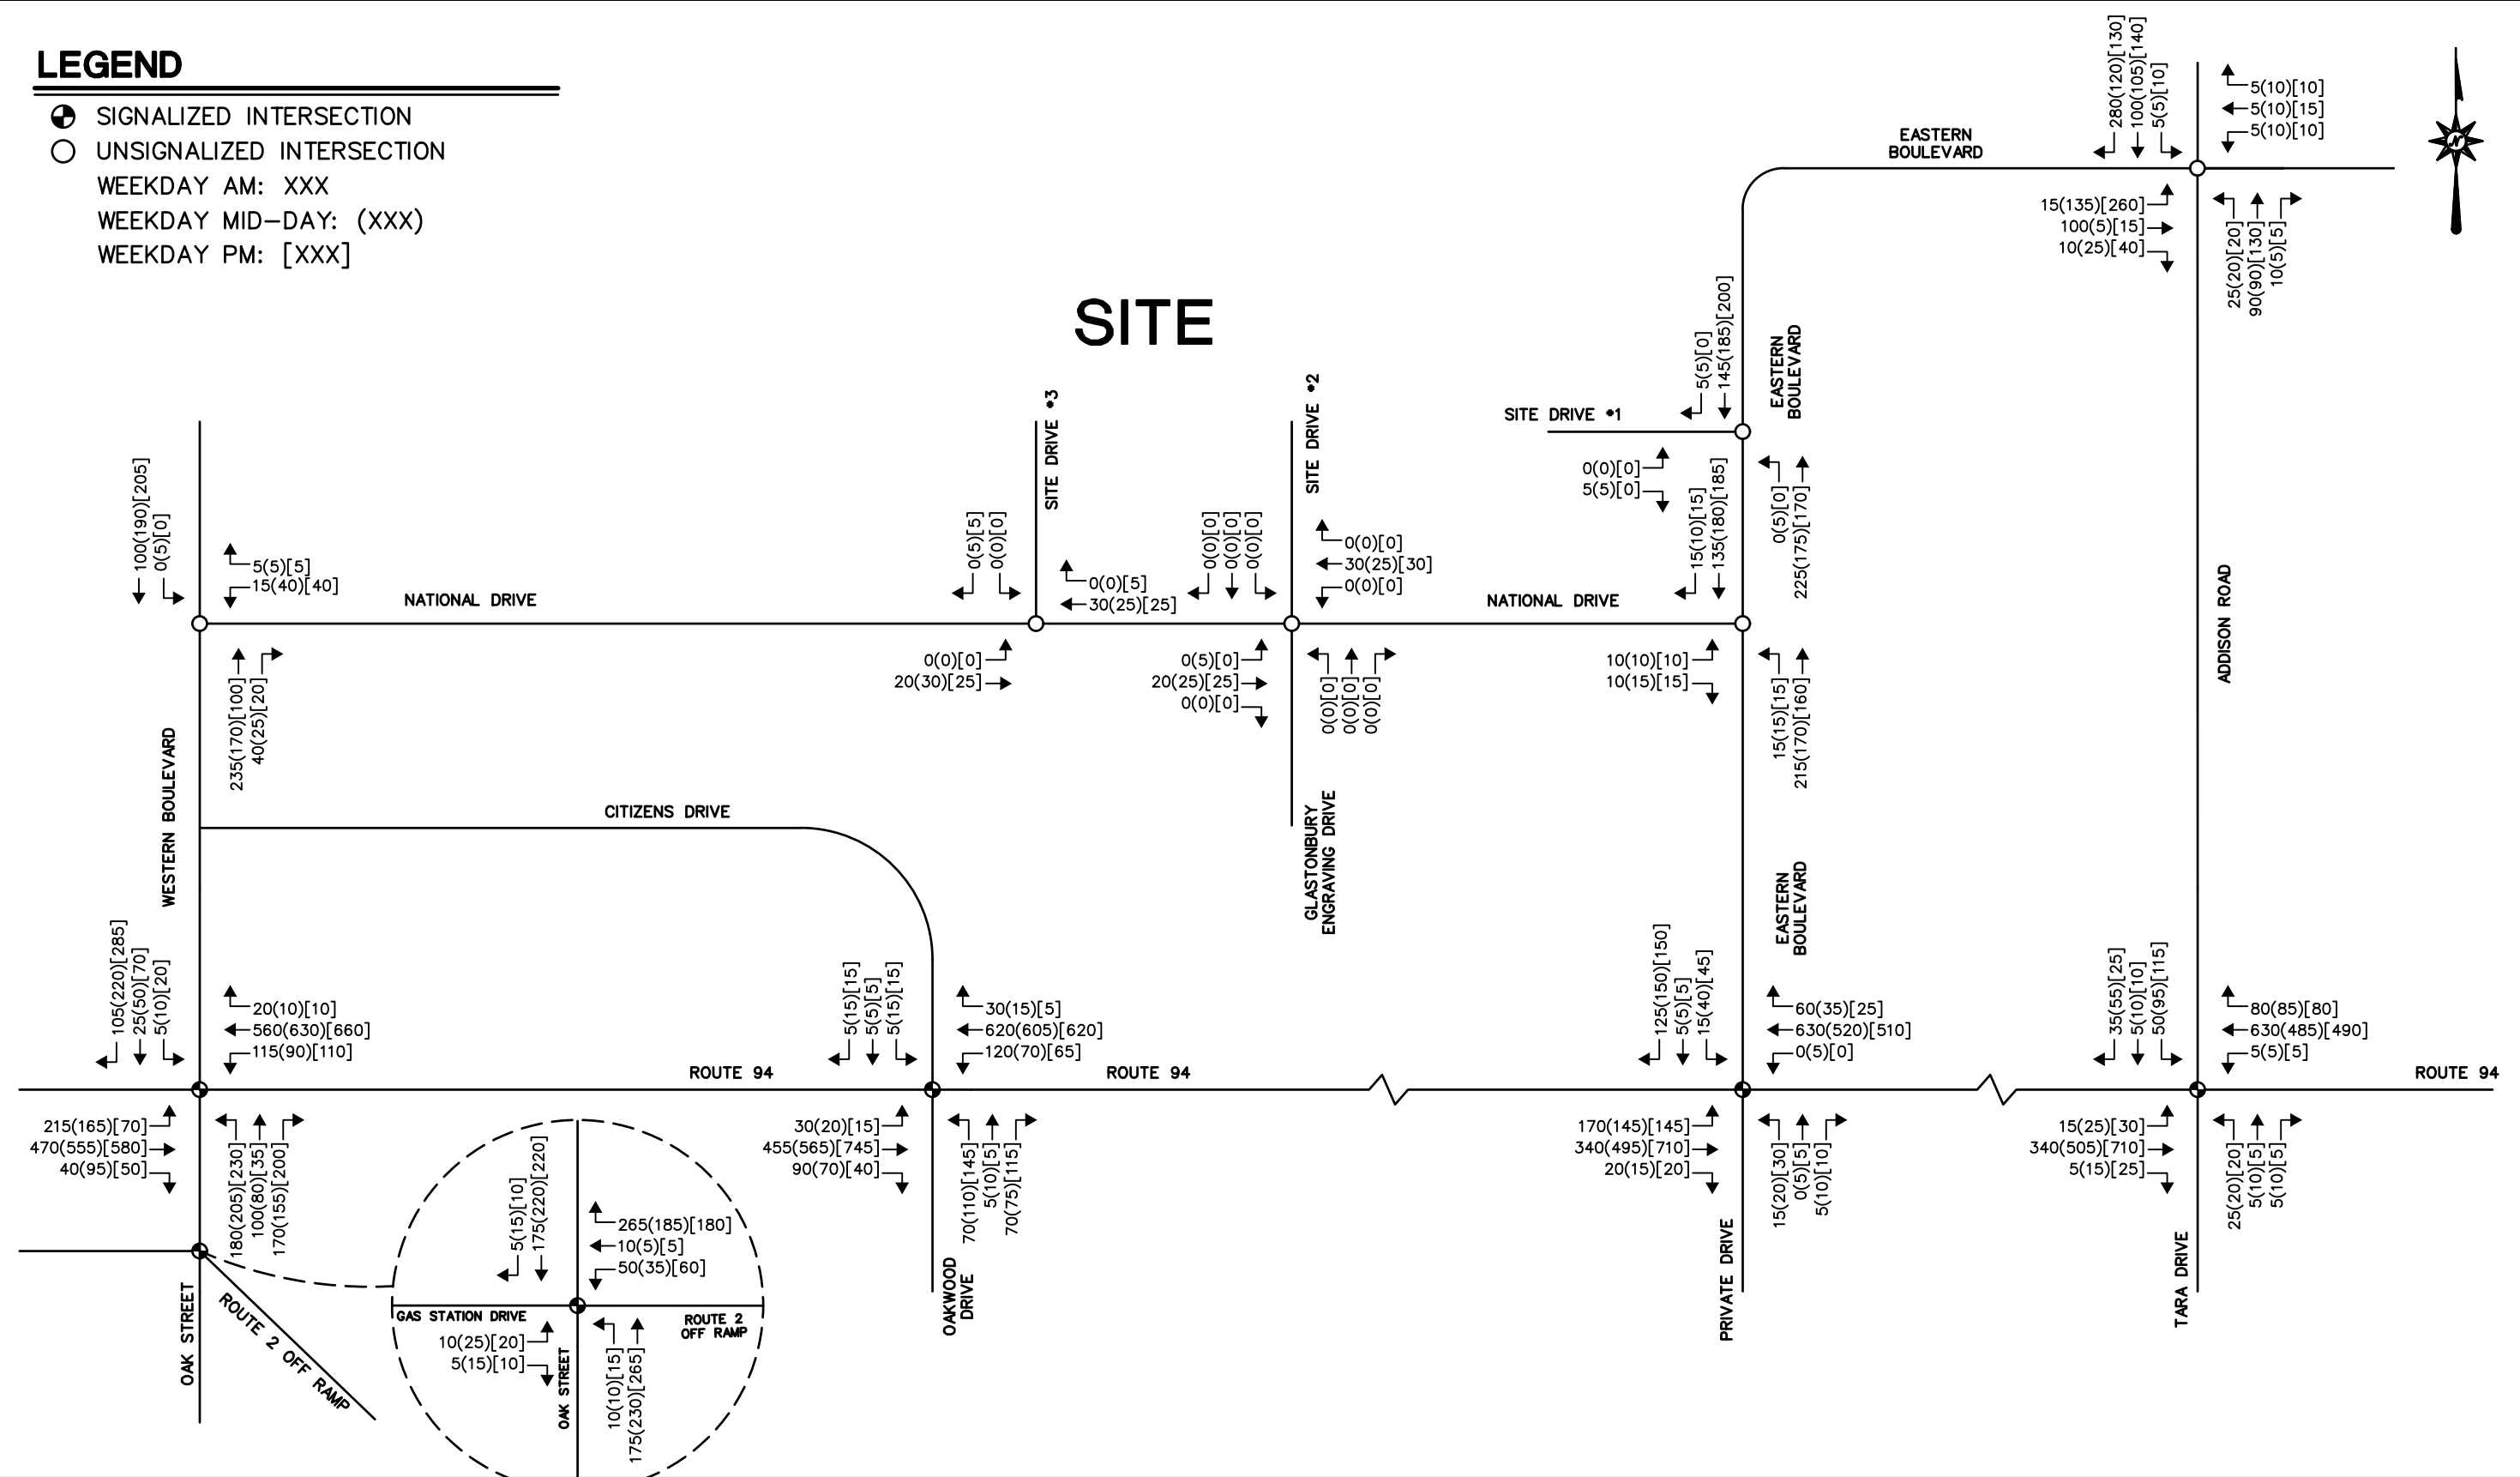 LEGEND
SIGNALIZED INTERSECTION
UNSIGNALIZED INTERSECTION
WEEKDAY AM: XXX
WEEKDAY MID-DAY: (XXX)
WEEKDAY PM: [XXX]
280(120)[130]
100(105)[140]
5(5)[10]
5(10)[10]
5(10)[15]
5(10)[10]
EASTERN
BOULEVARD
15(135)[260]
100(5)[15]
10(25)[40]
25(20)[20]
90(90)[130]
10(5)[5]
N
SITE
5(5)[0]
145(185)[200]
EASTERN
BOULEVARD
SITE DRIVE #1
0(0)[0]
5(5)[0]
0(5)[0]
225(175)[170]
100(190)[205]
0(5)[0]
5(5)[5]
15(40)[40]
NATIONAL DRIVE
235(170)[100]
40(25)[20]
0(5)[5]
0(0)[0]
SITE DRIVE #3
0(0)[5]
30(25)[25]
0(0)[0]
20(30)[25]
0(0)[0]
0(0)[0]
0(0)[0]
SITE DRIVE #2
0(0)[0]
30(25)[30]
0(0)[0]
0(5)[0]
20(25)[25]
0(0)[0]
0(0)[0]
0(0)[0]
0(0)[0]
NATIONAL DRIVE
15(10)[15]
135(180)[185]
10(10)[10]
10(15)[15]
15(15)[15]
215(170)[160]
ADDISON ROAD
WESTERN BOULEVARD
CITIZENS DRIVE
GLASTONBURY
ENGRAVING DRIVE
EASTERN
BOULEVARD
105(220)[285]
25(50)[70]
5(10)[20]
20(10)[10]
560(630)[660]
115(90)[110]
ROUTE 94
215(165)[70]
470(555)[580]
40(95)[50]
180(205)[230]
100(80)[35]
170(155)[200]
5(15)[15]
5(5)[5]
5(15)[15]
30(15)[5]
620(605)[620]
120(70)[65]
ROUTE 94
30(20)[15]
455(565)[745]
90(70)[40]
70(110)[145]
5(10)[5]
70(75)[115]
125(150)[150]
5(5)[5]
15(40)[45]
60(35)[25]
630(520)[510]
0(5)[0]
170(145)[145]
340(495)[710]
20(15)[20]
15(20)[30]
0(5)[5]
5(10)[10]
35(55)[25]
5(10)[10]
50(95)[115]
80(85)[80]
630(485)[490]
5(5)[5]
ROUTE 94
15(25)[30]
340(505)[710]
5(15)[25]
25(20)[20]
5(10)[5]
5(10)[5]
OAK STREET
ROUTE 2 OFF RAMP
5(15)[10]
175(220)[220]
265(185)[180]
10(5)[5]
50(35)[60]
GAS STATION DRIVE
ROUTE 2
OFF RAMP
10(25)[20]
5(15)[10]
OAK STREET
10(10)[15]
175(230)[265]
OAKWOOD
DRIVE
PRIVATE DRIVE
TARA DRIVE